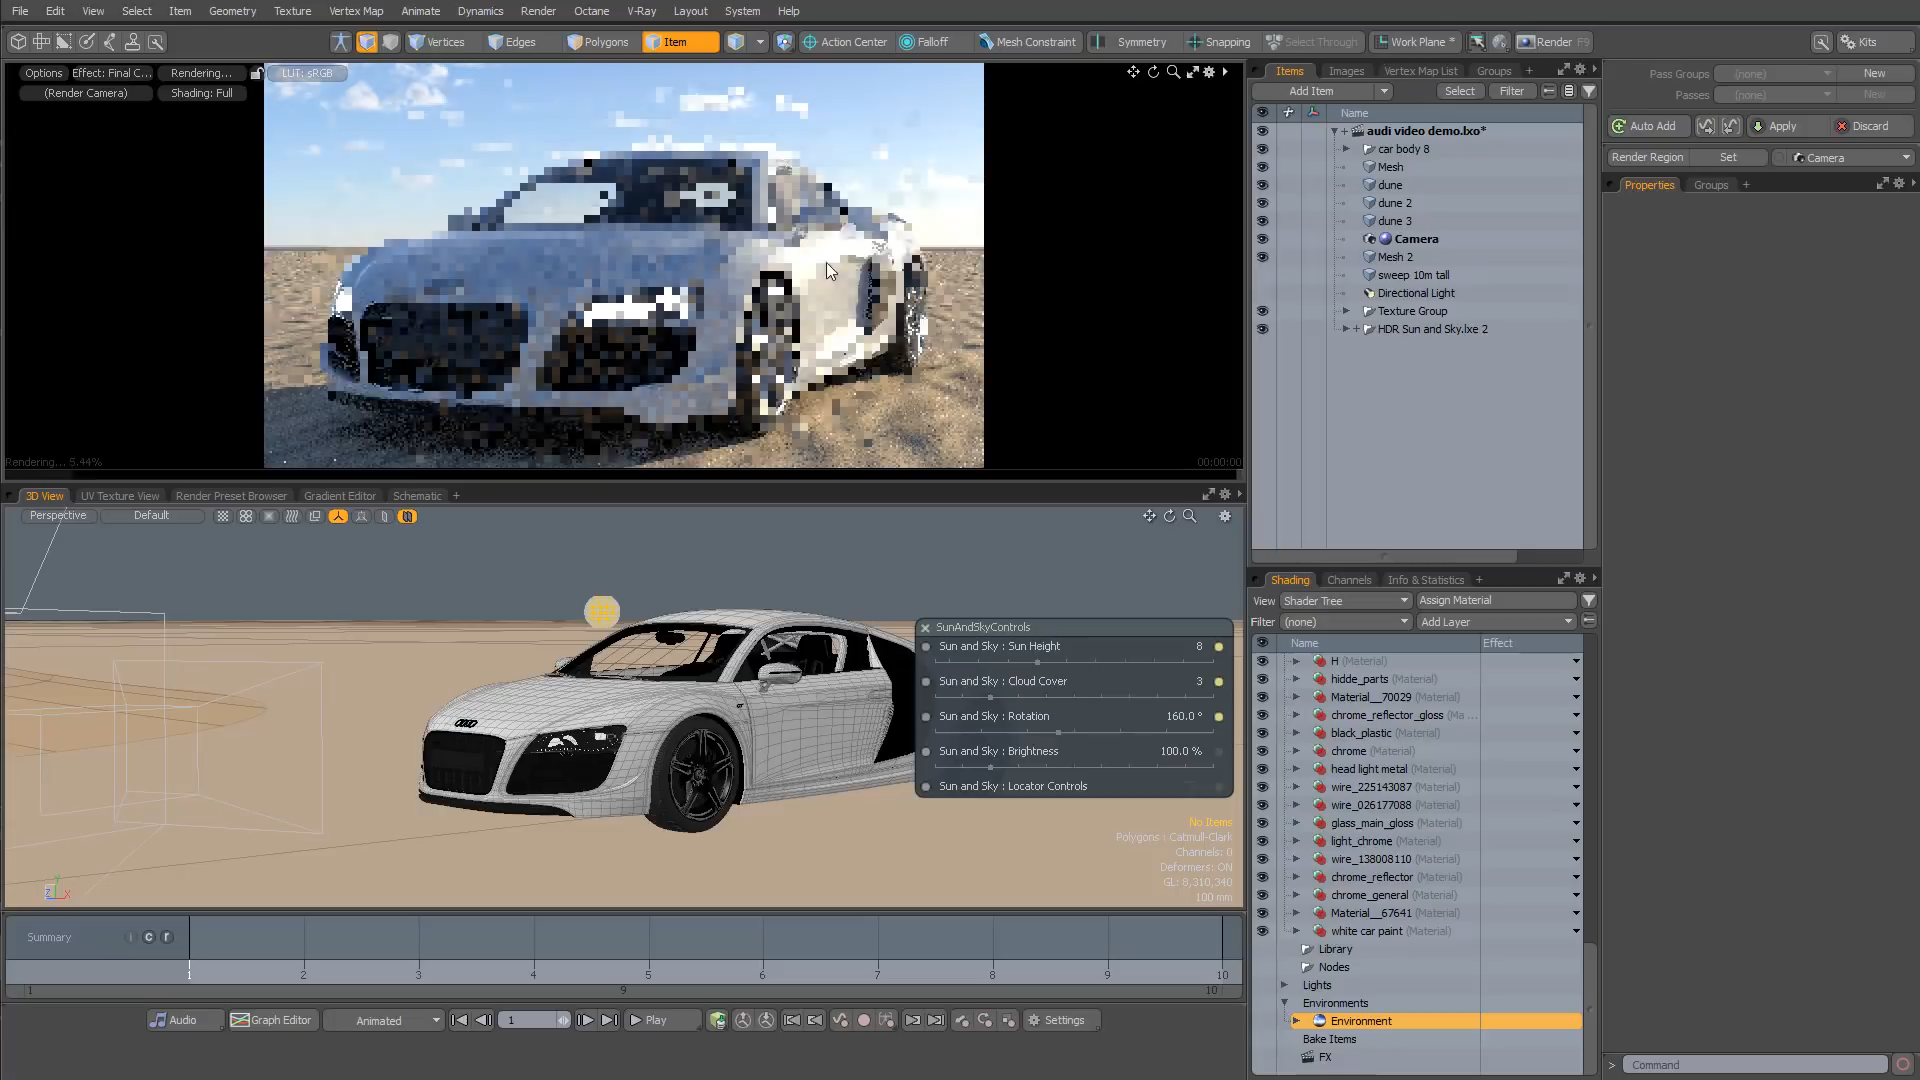 File Edit View Select Item Geometry Texture Vertex Map Animate Dynamics Render Octane V-Ray Layout System Help
Vertices Edges Polygons Item Action Center Falloff Mesh Constraint Symmetry Snapping Select Through Work Plane * Render F9 Kits
Options Effect: Final C... Rendering... LUT: sRGB
(Render Camera) Shading: Full
Rendering... 5.44% 00:00:00
3D View UV Texture View Render Preset Browser Gradient Editor Schematic +
Perspective Default
SunAndSkyControls
Sun and Sky : Sun Height 8
Sun and Sky : Cloud Cover 3
Sun and Sky : Rotation 160.0 °
Sun and Sky : Brightness 100.0 %
Sun and Sky : Locator Controls
No Items
Polygons : Catmull-Clark
Channels: 0
Deformers: ON
GL: 8,310,340
100 mm
Z X
Summary c r
1 2 3 4 5 6 7 8 9 10
1 9 10
Audio Graph Editor Animated 1 Play Settings
Items Images Vertex Map List Groups +
Add Item Select Filter
Name
audi video demo.lxo*
car body 8
Mesh
dune
dune 2
dune 3
Camera
Mesh 2
sweep 10m tall
Directional Light
Texture Group
HDR Sun and Sky.lxe 2
Shading Channels Info & Statistics +
View Shader Tree Assign Material
Filter (none) Add Layer
Name Effect
H (Material)
hidde_parts (Material)
Material__70029 (Material)
chrome_reflector_gloss (Ma ...
black_plastic (Material)
chrome (Material)
head light metal (Material)
wire_225143087 (Material)
wire_026177088 (Material)
glass_main_gloss (Material)
light_chrome (Material)
wire_138008110 (Material)
chrome_reflector (Material)
chrome_general (Material)
Material__67641 (Material)
white car paint (Material)
Library
Nodes
Lights
Environments
Environment
Bake Items
FX
Pass Groups (none) New
Passes (none) New
Auto Add Apply Discard
Render Region Set Camera
Properties Groups +
> Command